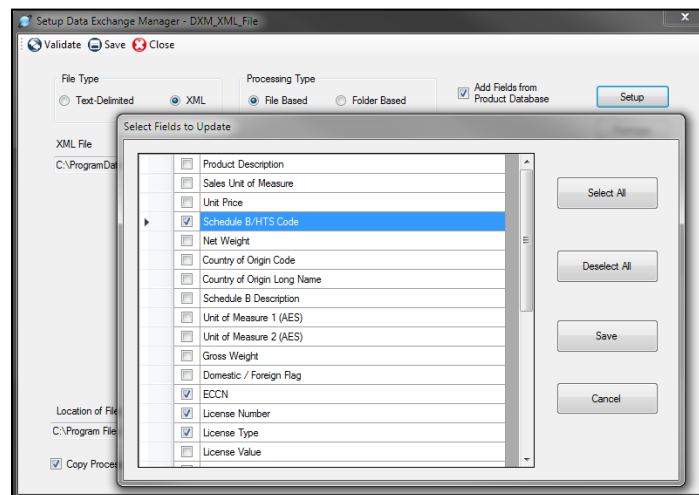 Setup Data Exchange Manager - DXM_XML_File
Validate Save Close
File Type
Processing Type
Text-Delimited XML
File Based Folder Based
Add Fields from
Product Database
Setup
Select Fields to Update
XML File
C:\ProgramDat
Product Description
Sales Unit of Measure
Unit Price
Schedule B/HTS Code
Net Weight
Country of Origin Code
Country of Origin Long Name
Schedule B Description
Unit of Measure 1 (AES)
Unit of Measure 2 (AES)
Gross Weight
Domestic / Foreign Flag
ECCN
License Number
License Type
License Value
Select All
Deselect All
Save
Cancel
Location of File
C:\Program File
Copy Proces